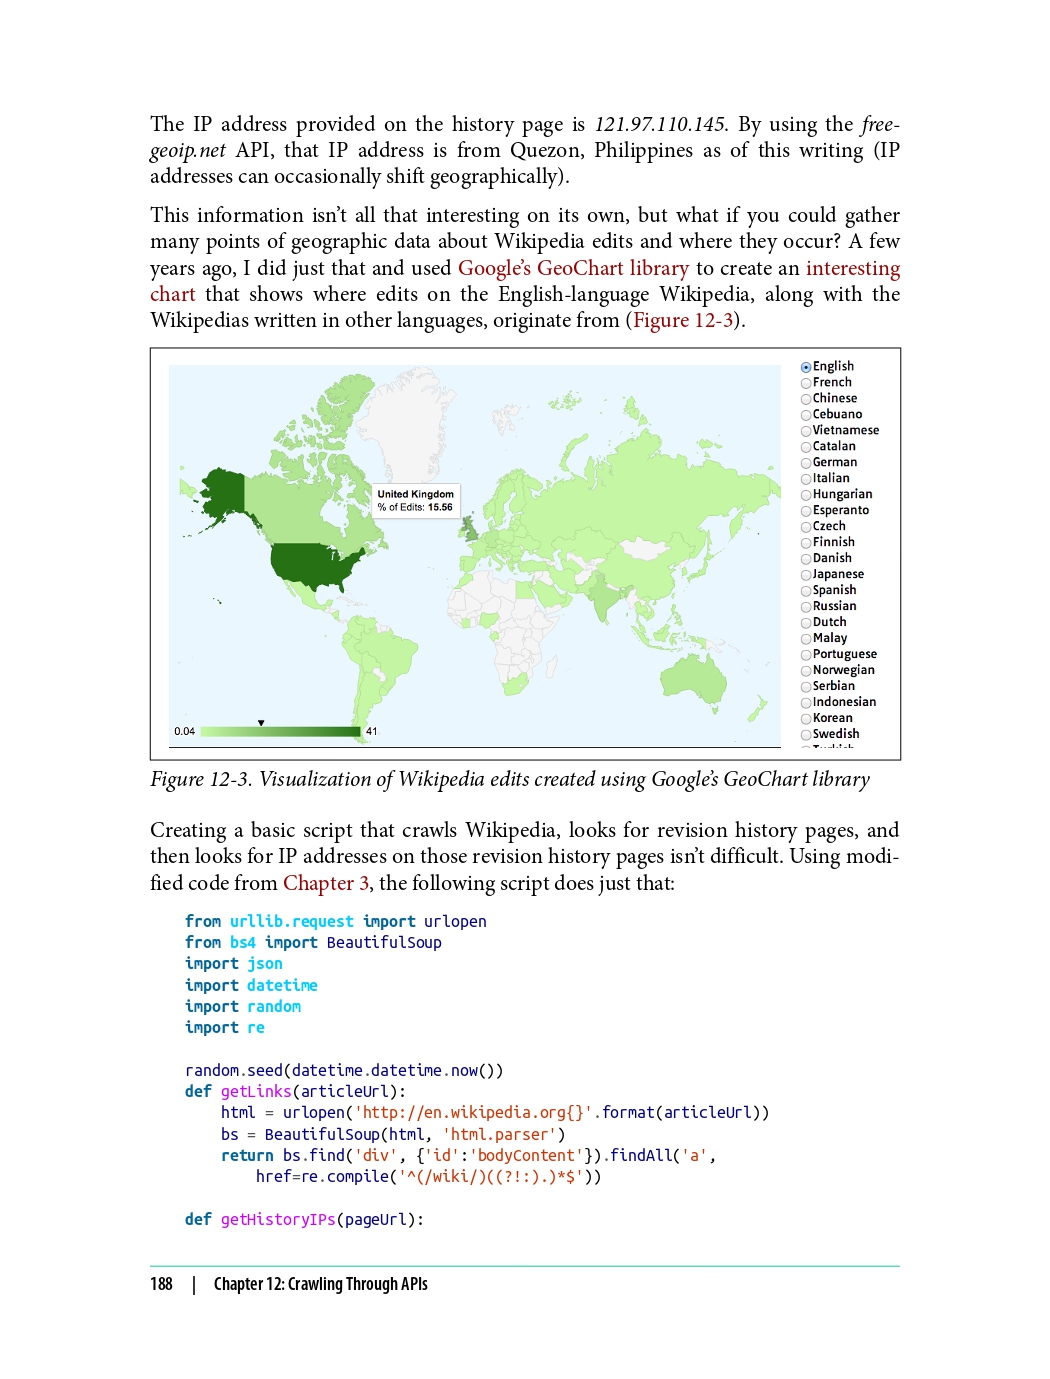 The IP address provided on the history page is 121.97.110.145. By using the free-
geoip.net API, that IP address is from Quezon, Philippines as of this writing (IP
addresses can occasionally shift geographically).
This information isn’t all that interesting on its own, but what if you could gather
many points of geographic data about Wikipedia edits and where they occur? A few
years ago, I did just that and used Google’s GeoChart library to create an interesting
chart that shows where edits on the English-language Wikipedia, along with the
Wikipedias written in other languages, originate from (Figure 12-3).
United Kingdom
% of Edits: 15.56
0.04
41
English
French
Chinese
Cebuano
Vietnamese
Catalan
German
Italian
Hungarian
Esperanto
Czech
Finnish
Danish
Japanese
Spanish
Russian
Dutch
Malay
Portuguese
Norwegian
Serbian
Indonesian
Korean
Swedish
Figure 12-3. Visualization of Wikipedia edits created using Google’s GeoChart library
Creating a basic script that crawls Wikipedia, looks for revision history pages, and
then looks for IP addresses on those revision history pages isn’t difficult. Using modi-
fied code from Chapter 3, the following script does just that:
from urllib.request import urlopen
from bs4 import BeautifulSoup
import json
import datetime
import random
import re
random.seed(datetime.datetime.now())
def getLinks(articleUrl):
html = urlopen('http://en.wikipedia.org{}'.format(articleUrl))
bs = BeautifulSoup(html, 'html.parser')
return bs.find('div', {'id':'bodyContent'}).findAll('a',
href=re.compile('^(/wiki/)((?!:).)*$'))
def getHistoryIPs(pageUrl):
188 | Chapter 12: Crawling Through APIs